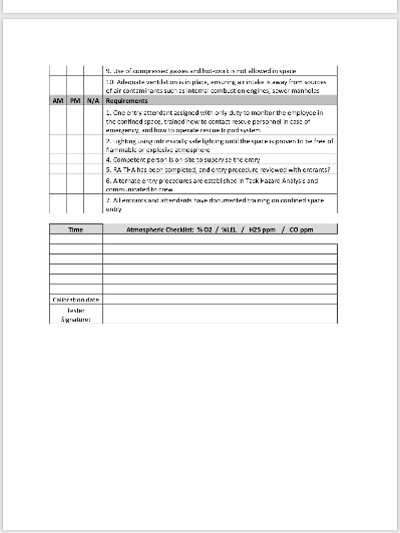 9. Use of compressed gasses and hot-work is not allowed in space
10. Adequate ventilation is in place, ensuring air intake is away from sources
of air contaminants such as internal combustion engines, sewer manholes
AM PM N/A Requirements
1. One entry attendant assigned with only duty to monitor the employee in
the confined space, trained how to contact rescue personnel in case of
emergency, and how to operate rescue tripod system
2. Lighting using intrinsically safe lighting until the space is proven to be free of
flammable or explosive atmosphere
4. Competent person is on site to supervise the entry
5. RA THA has been completed, and entry procedure reviewed with entrants?
6. Alternate entry procedures are established in Task Hazard Analysis and
communicated to crew
7. All entrants and attendants have documented training on confined space
entry
Time Atmospheric Checklist: % O2 / %LEL / H2S ppm / CO ppm
Calibration date
Tester
Signature: